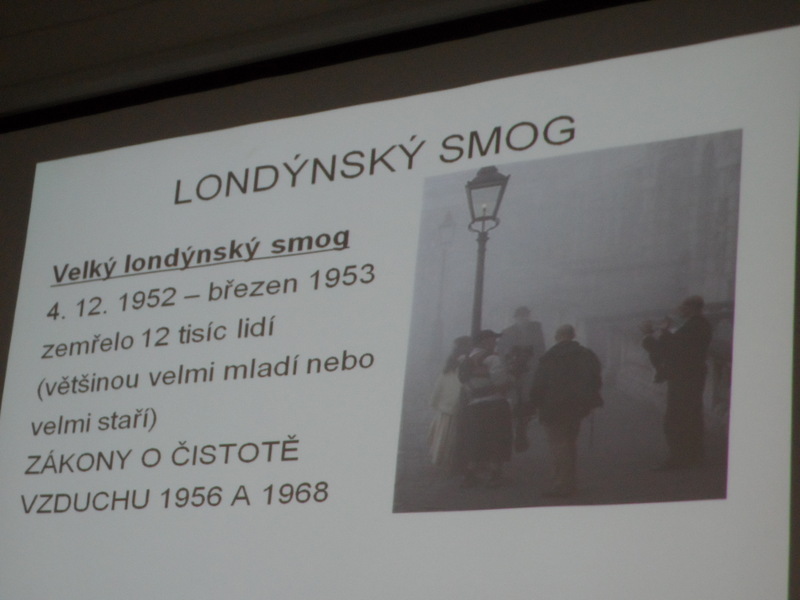 LONDÝNSKÝ SMOG
Velký londýnský smog
4. 12. 1952 – březen 1953
zemřelo 12 tisíc lidí
(většinou velmi mladí nebo
velmi staří)
ZÁKONY O ČISTOTĚ
VZDUCHU 1956 A 1968